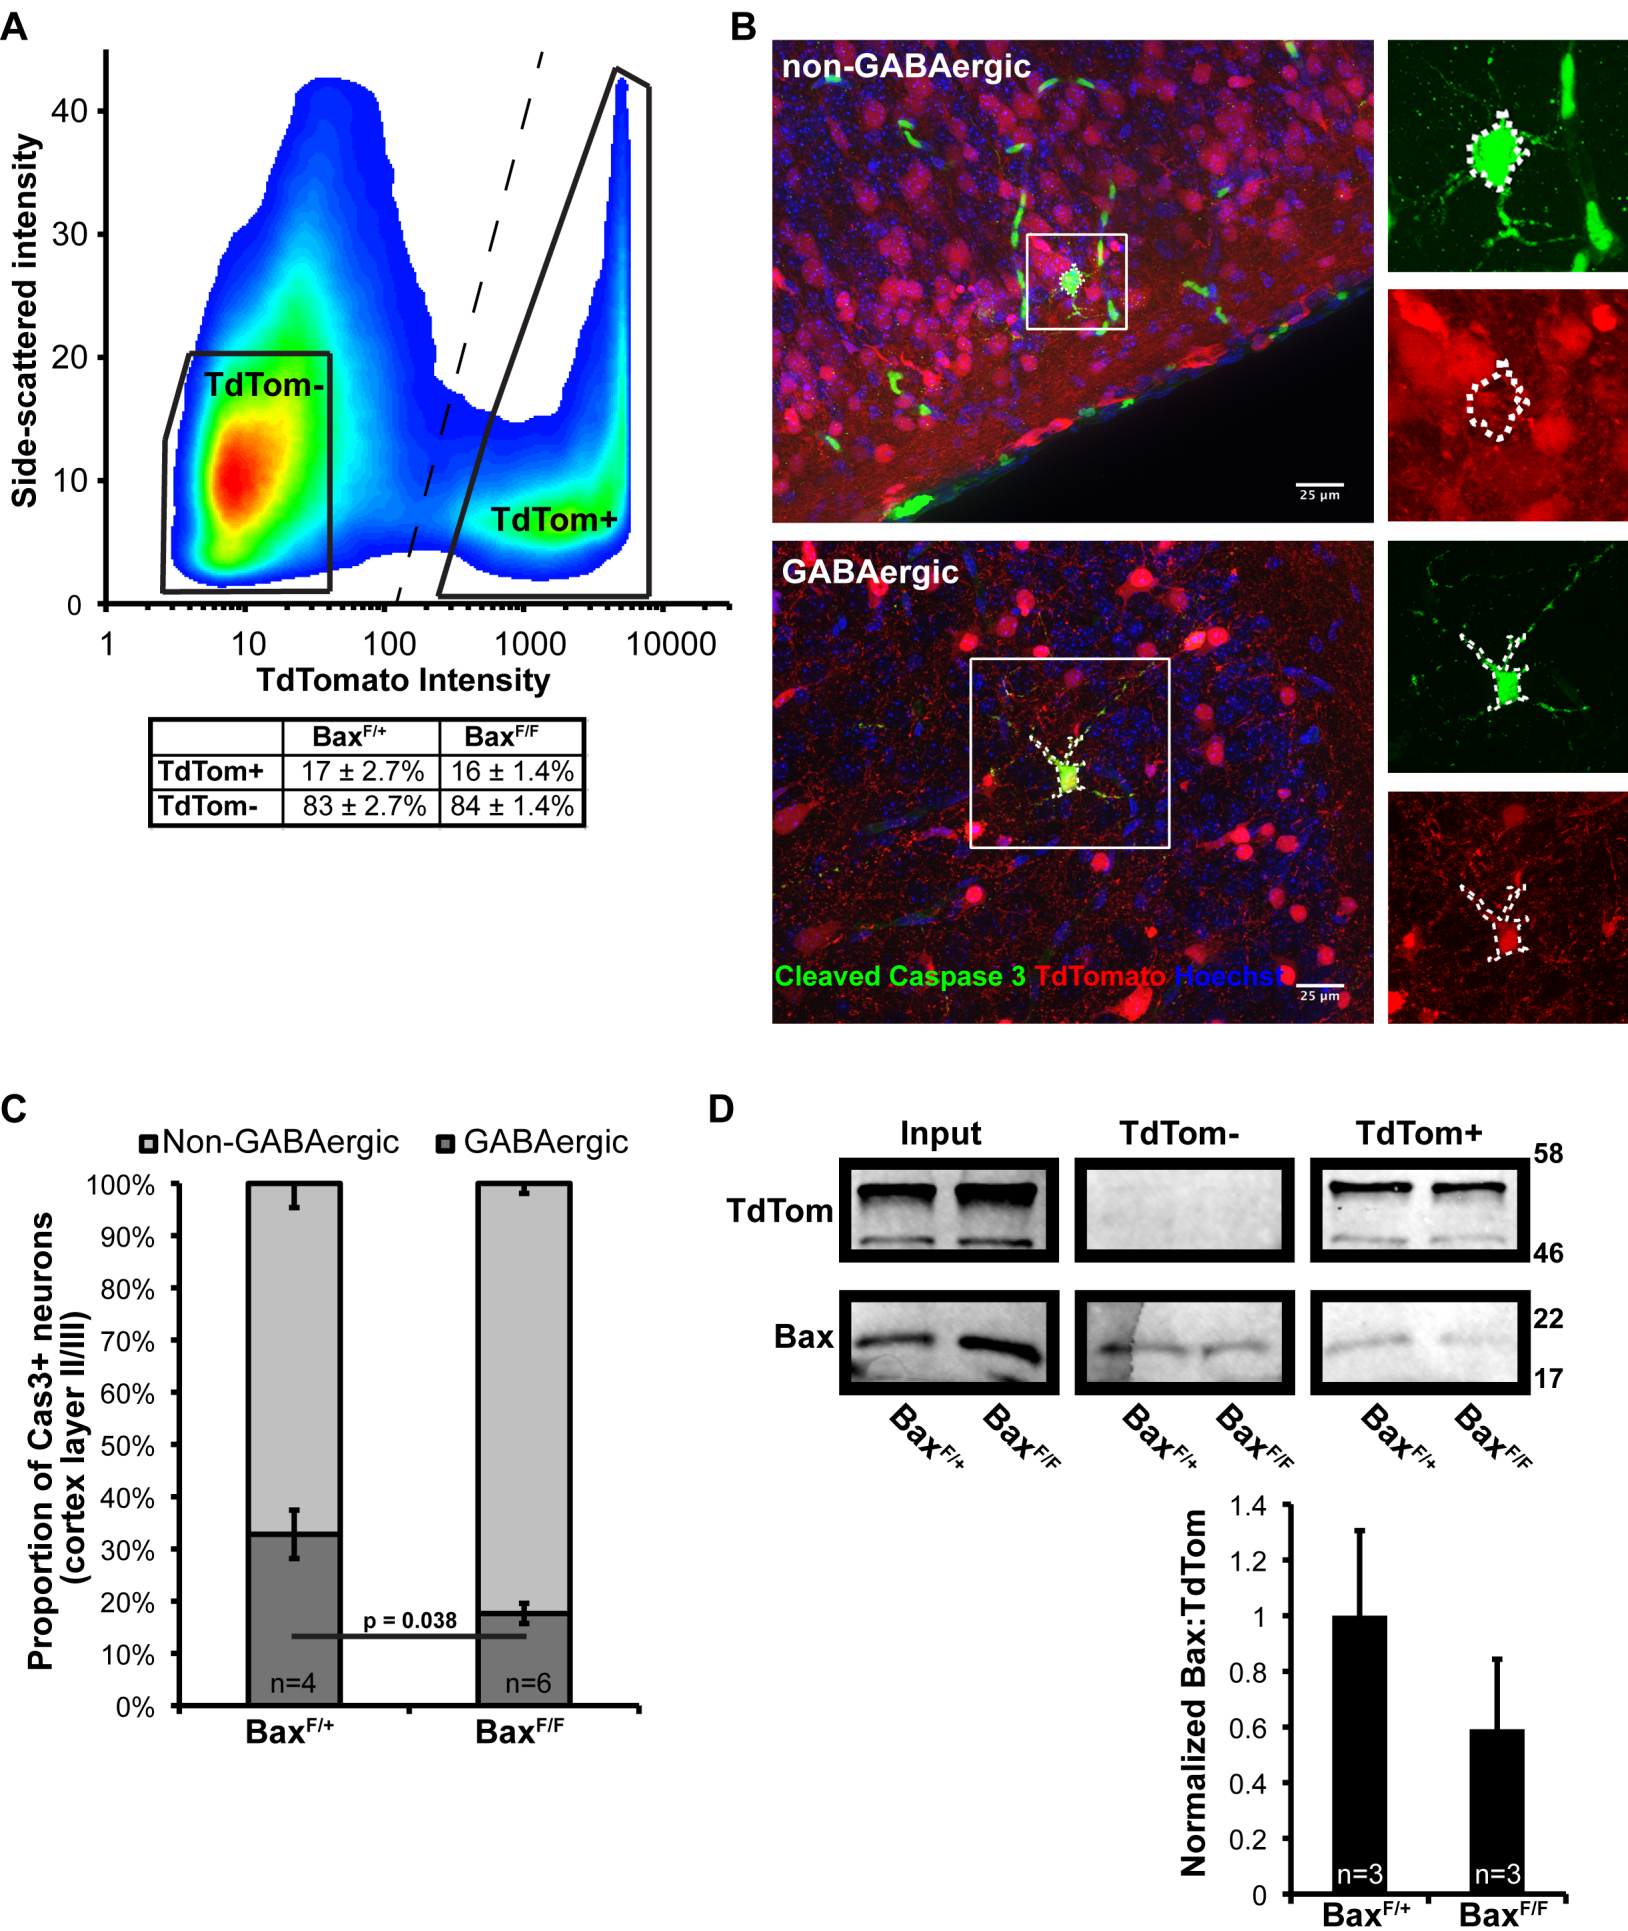 A
Side-scattered intensity
40
30
20
10
0
TdTom-
TdTom+
1 10 100 1000 10000
TdTomato Intensity
Bax^F/+ Bax^F/F
TdTom+ 17 ± 2.7% 16 ± 1.4%
TdTom- 83 ± 2.7% 84 ± 1.4%
B
non-GABAergic
25 µm
GABAergic
Cleaved Caspase 3 TdTomato Hoechst
25 µm
C
Non-GABAergic GABAergic
Proportion of Cas3+ neurons
(cortex layer II/III)
100%
90%
80%
70%
60%
50%
40%
30%
20%
10%
0%
p = 0.038
n=4 n=6
Bax^F/+ Bax^F/F
D
Input TdTom- TdTom+
58
TdTom
46
22
Bax
17
Bax^F/+ Bax^F/F Bax^F/+ Bax^F/F Bax^F/+ Bax^F/F
Normalized Bax:TdTom
1.4
1.2
1
0.8
0.6
0.4
0.2
0
n=3 n=3
Bax^F/+ Bax^F/F